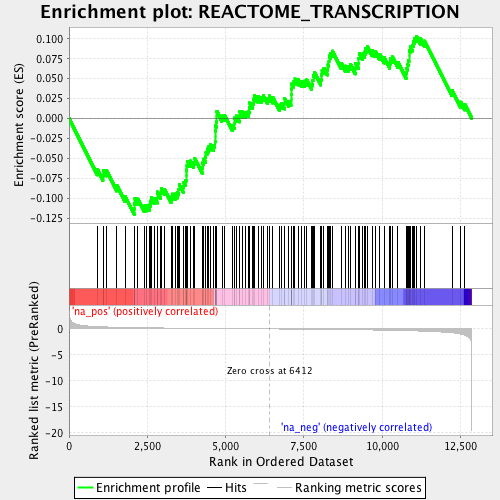 Enrichment plot: REACTOME_TRANSCRIPTION
Enrichment score (ES)
0.100
0.075
0.050
0.025
0.000
-0.025
-0.050
-0.075
-0.100
-0.125
'na_pos' (positively correlated)
Ranked list metric (PreRanked)
0
-5
-10
-15
-20
Zero cross at 6412
'na_neg' (negatively correlated)
0
2,500
5,000
7,500
10,000
12,500
Rank in Ordered Dataset
Enrichment profile
Hits
Ranking metric scores